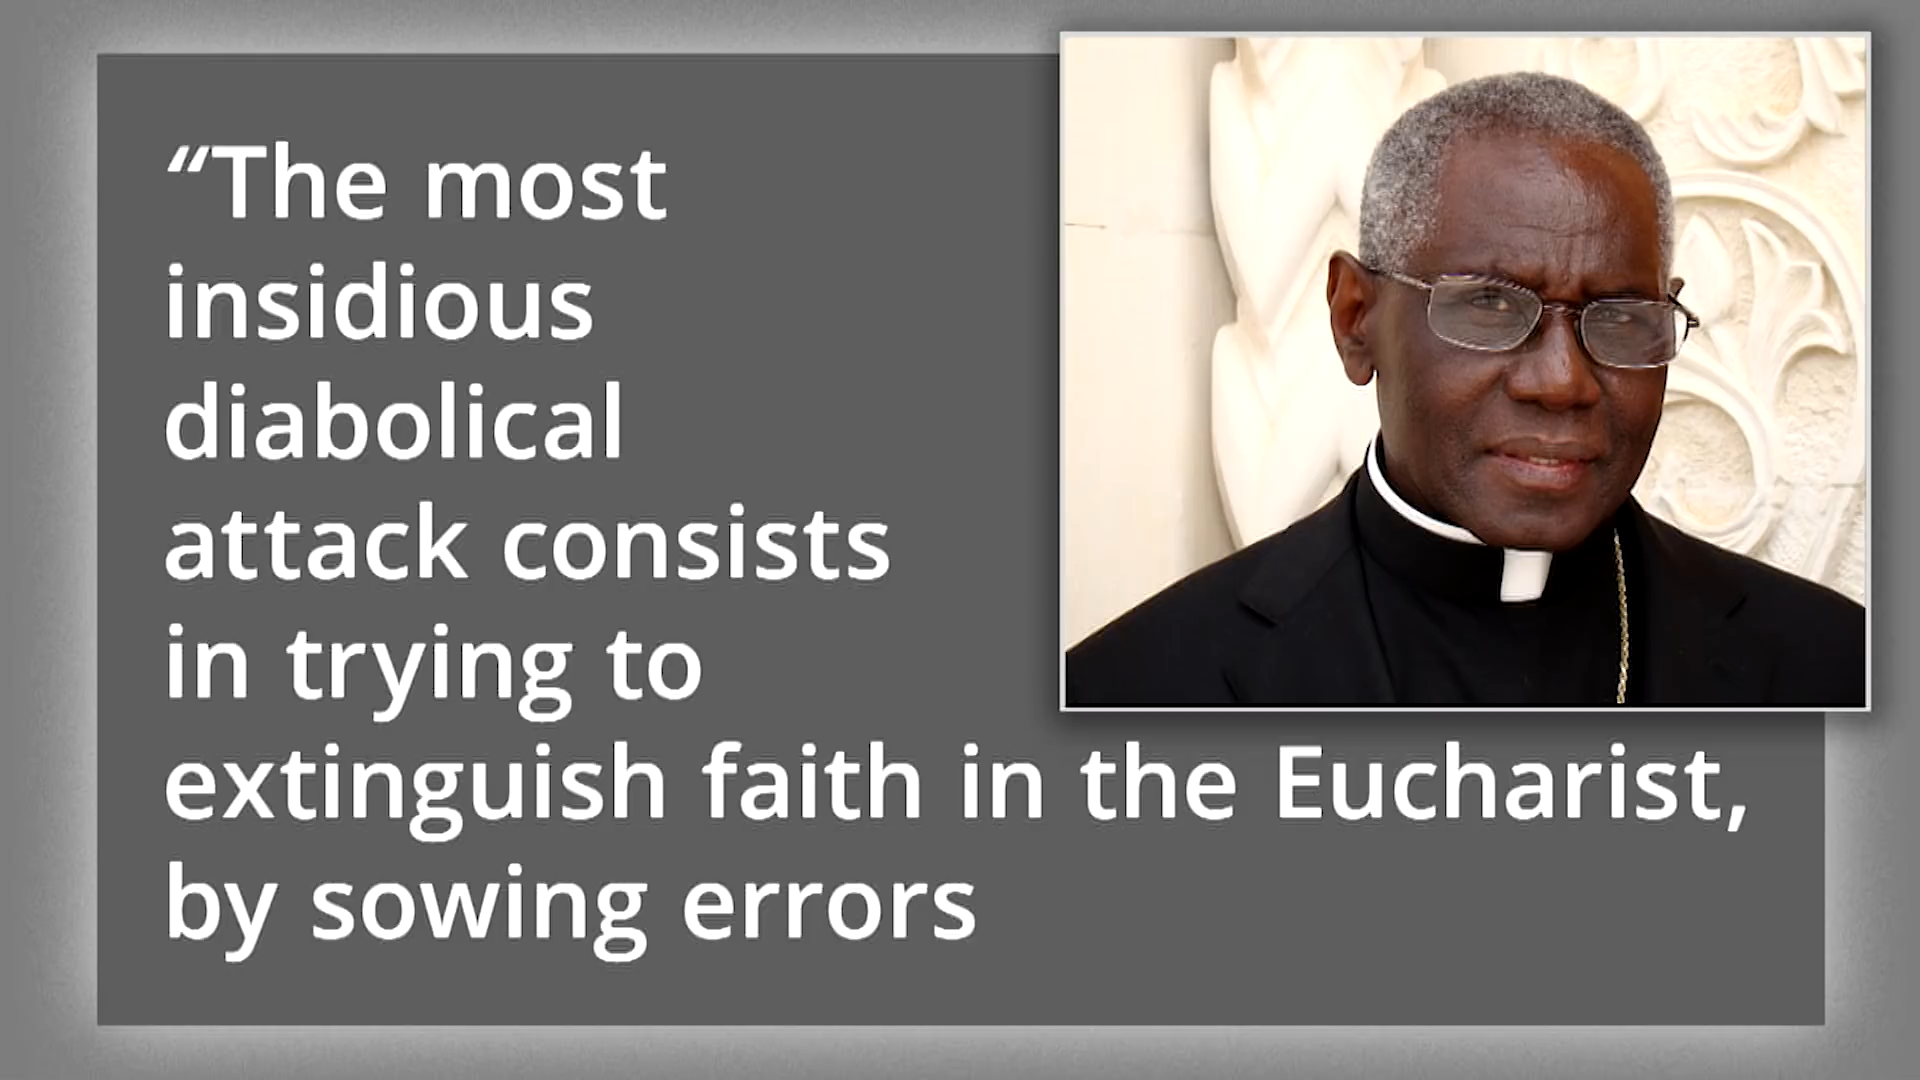 “The most
insidious
diabolical
attack consists
in trying to
extinguish faith in the Eucharist,
by sowing errors